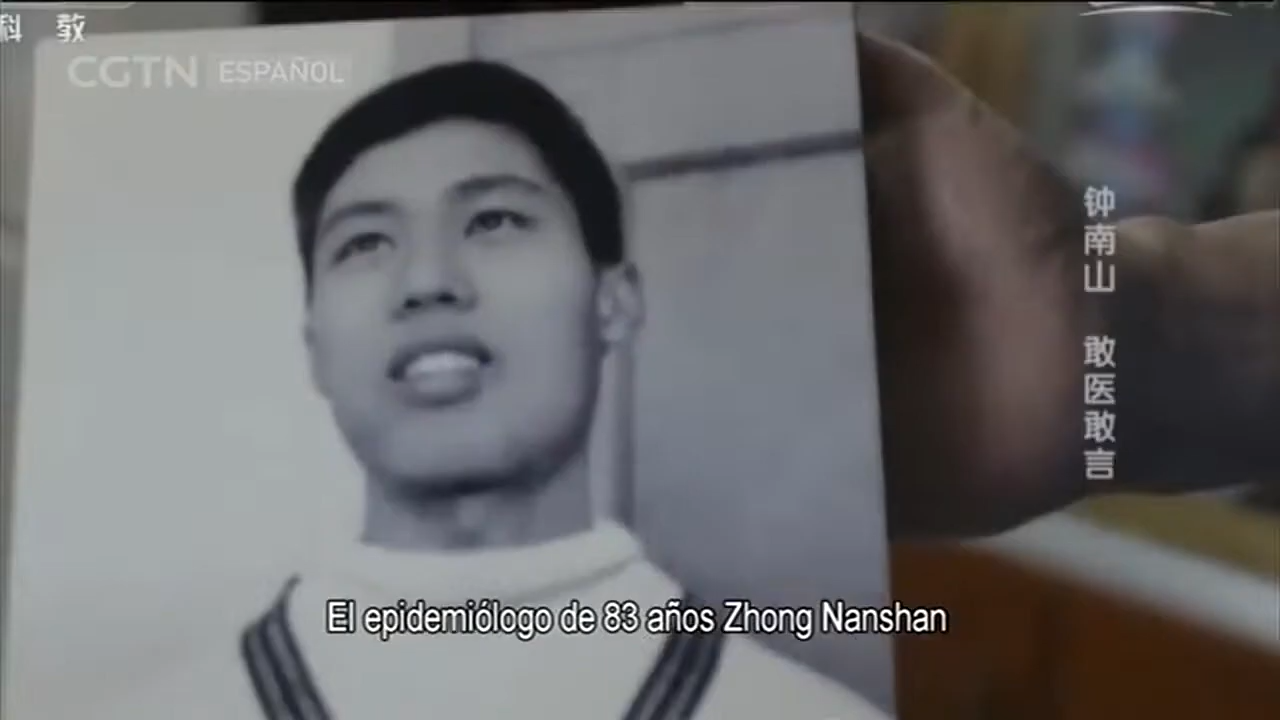 科 教
CGTN ESPAÑOL
钟南山 敢医敢言
El epidemiólogo de 83 años Zhong Nanshan